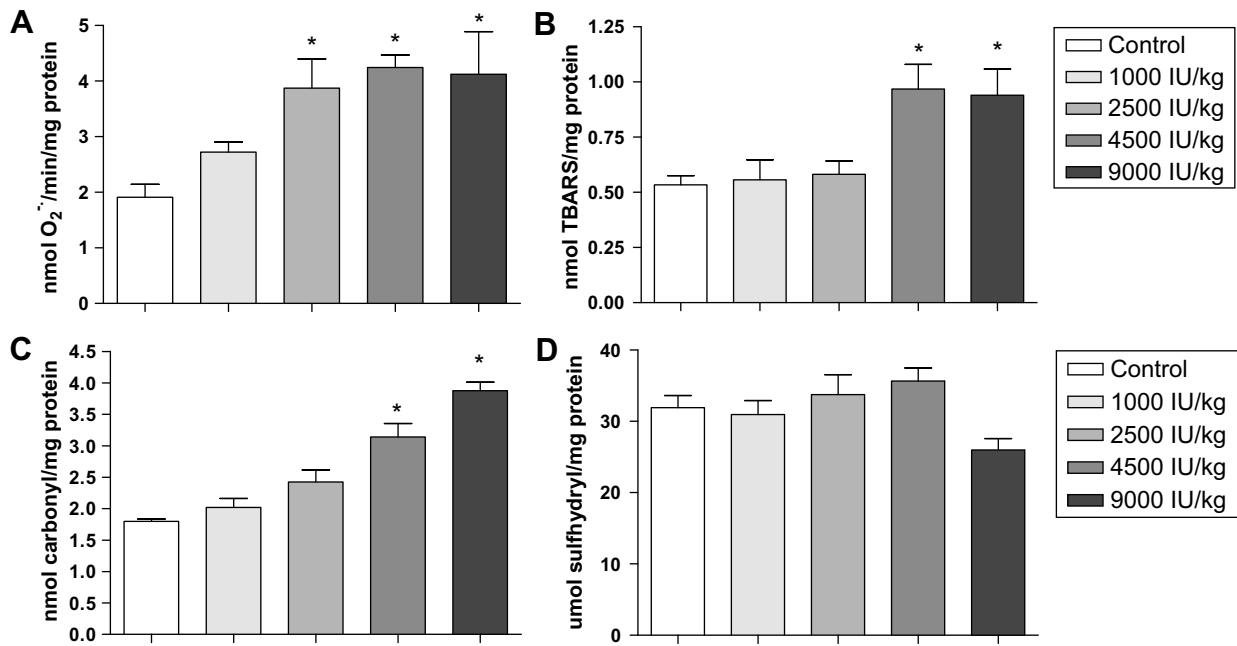 A
nmol O2-·/min/mg protein
5
4
3
2
1
0
*
*
*
B
nmol TBARS/mg protein
1.25
1.00
0.75
0.50
0.25
0.00
*
*
Control
1000 IU/kg
2500 IU/kg
4500 IU/kg
9000 IU/kg
C
nmol carbonyl/mg protein
4.5
4.0
3.5
3.0
2.5
2.0
1.5
1.0
0.5
0.0
*
*
D
umol sulfhydryl/mg protein
40
30
20
10
0
Control
1000 IU/kg
2500 IU/kg
4500 IU/kg
9000 IU/kg